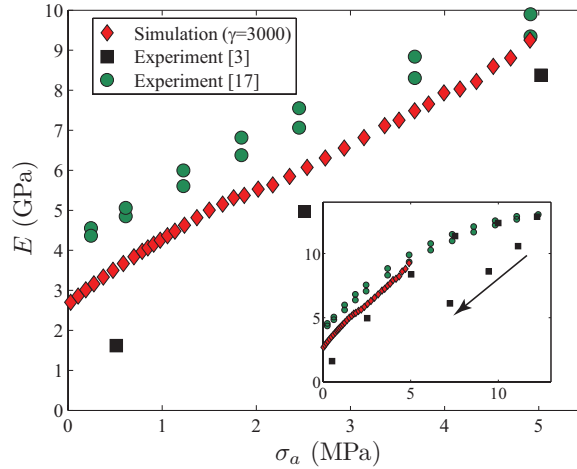 10
9
8
7
6
5
4
3
2
1
0
E (GPa)
Simulation (γ=3000)
Experiment [3]
Experiment [17]
10
5
0
0 5 10
0 1 2 3 4 5
σa (MPa)